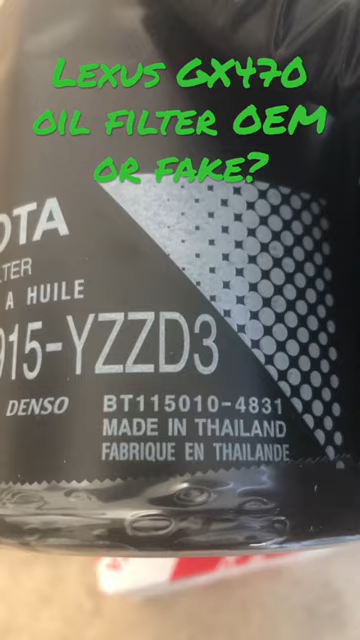 Lexus GX470
oil filter OEM
or fake?
OTA
LTER
A HUILE
915-YZZD3
DENSO
BT115010-4831
MADE IN THAILAND
FABRIQUE EN THAILANDE